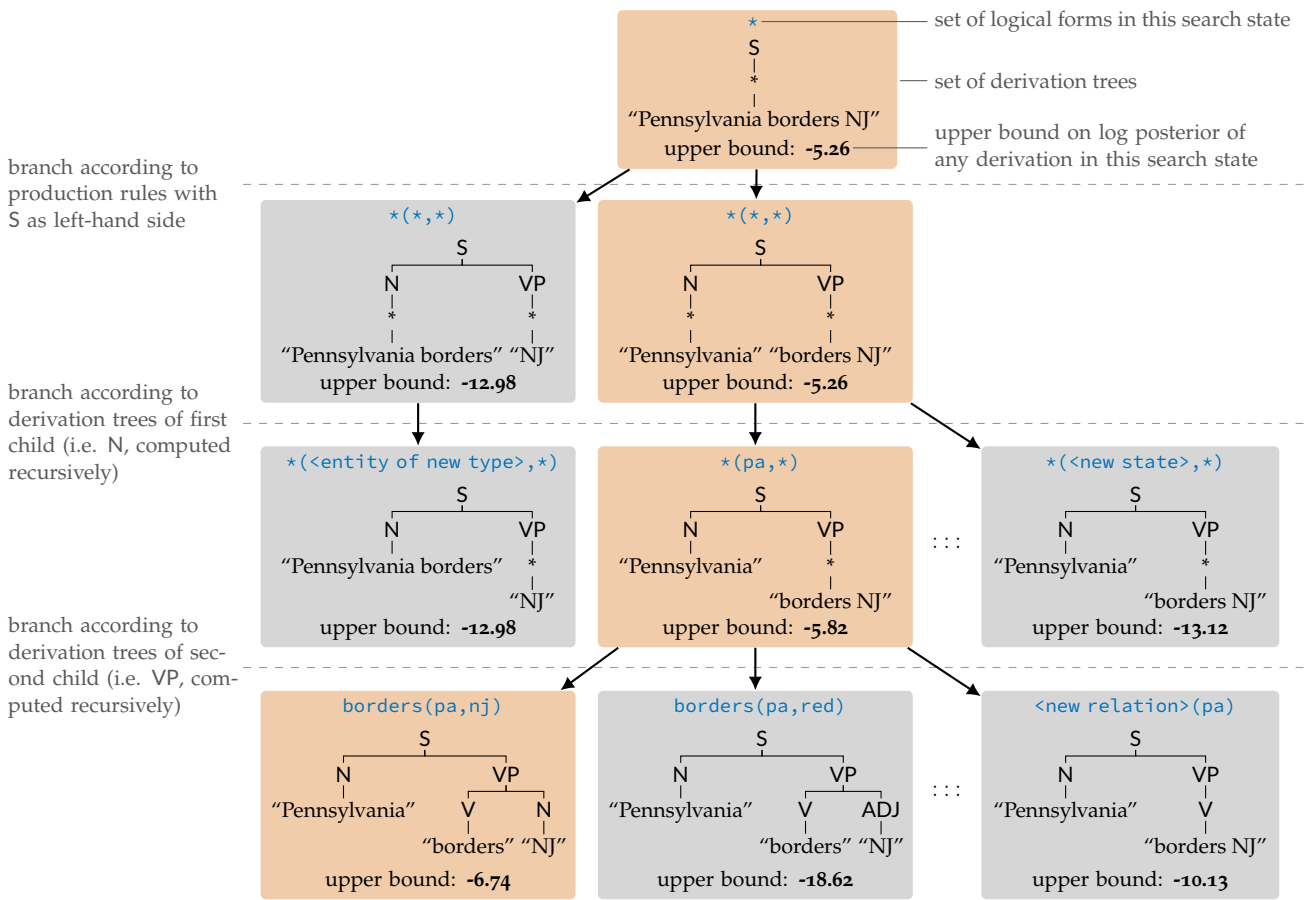 *
set of logical forms in this search state
S
*
set of derivation trees
“Pennsylvania borders NJ”
upper bound: -5.26
upper bound on log posterior of
any derivation in this search state
branch according to
production rules with
S as left-hand side
*(*,*)
S
N VP
* *
“Pennsylvania borders” “NJ”
upper bound: -12.98
*(*,*)
S
N VP
* *
“Pennsylvania” “borders NJ”
upper bound: -5.26
branch according to
derivation trees of first
child (i.e. N, computed
recursively)
*(<entity of new type>,*)
S
N VP
“Pennsylvania borders” *
“NJ”
upper bound: -12.98
*(pa,*)
S
N VP
“Pennsylvania” *
“borders NJ”
upper bound: -5.82
: : :
*(<new state>,*)
S
N VP
“Pennsylvania” *
“borders NJ”
upper bound: -13.12
branch according to
derivation trees of sec-
ond child (i.e. VP, com-
puted recursively)
borders(pa,nj)
S
N VP
“Pennsylvania” V N
“borders” “NJ”
upper bound: -6.74
borders(pa,red)
S
N VP
“Pennsylvania” V ADJ
“borders” “NJ”
upper bound: -18.62
: : :
<new relation>(pa)
S
N VP
“Pennsylvania” V
“borders NJ”
upper bound: -10.13